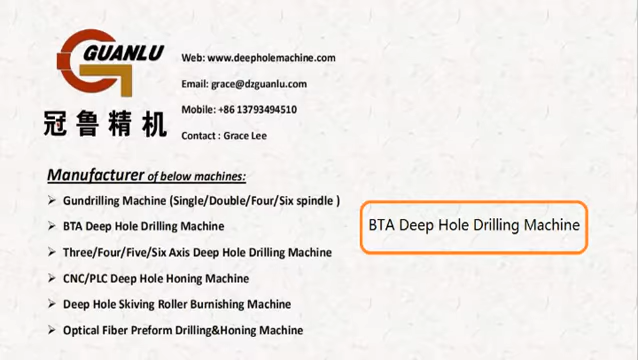 GUANLU
冠鲁精机
Web: www.deepholemachine.com
Email: grace@dzguanlu.com
Mobile: +86 13793494510
Contact : Grace Lee
Manufacturer of below machines:
➢ Gundrilling Machine (Single/Double/Four/Six spindle )
➢ BTA Deep Hole Drilling Machine
➢ Three/Four/Five/Six Axis Deep Hole Drilling Machine
➢ CNC/PLC Deep Hole Honing Machine
➢ Deep Hole Skiving Roller Burnishing Machine
➢ Optical Fiber Preform Drilling&Honing Machine
BTA Deep Hole Drilling Machine